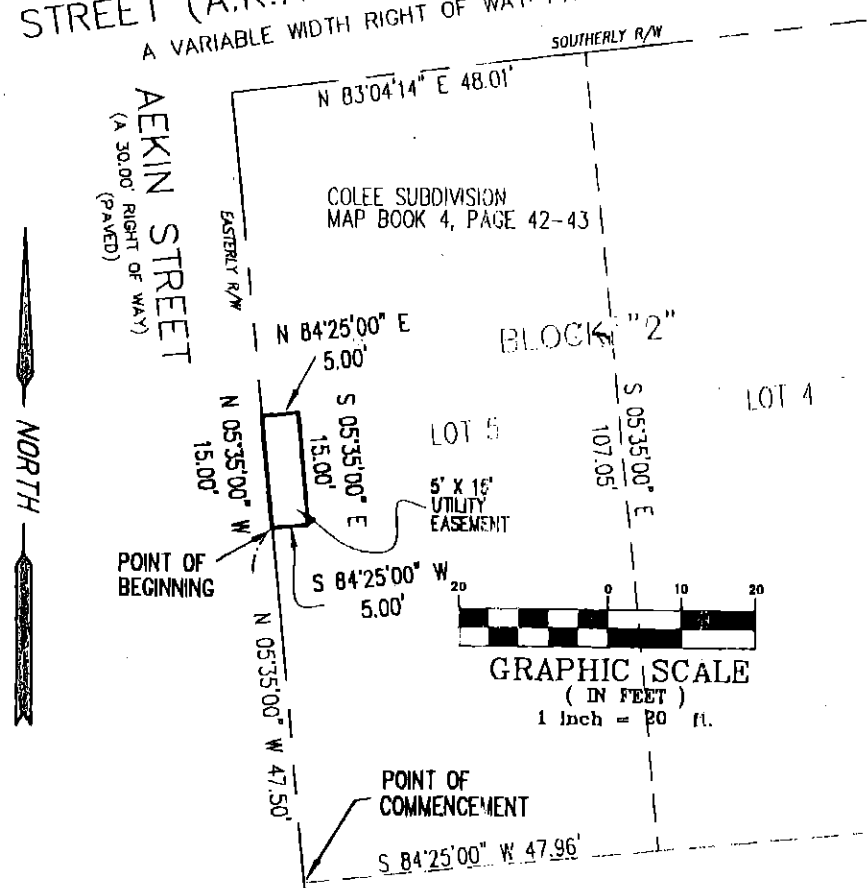 STREET
A VARIABLE WIDTH RIGHT OF WAY
SOUTHERLY R/W
N 83°04'14" E 48.01'
AEKIN STREET
(A 30.00' RIGHT OF WAY)
(PAVED)
EASTERLY R/W
COLEE SUBDIVISION
MAP BOOK 4, PAGE 42-43
N 84°25'00" E
5.00'
BLOCK "2"
NORTH
N 05°35'00" W
15.00'
S 05°35'00" E
15.00'
LOT 5
S 05°35'00" E
107.05'
LOT 4
5' X 15'
UTILITY
EASEMENT
POINT OF
BEGINNING
S 84°25'00" W
5.00'
20 0 10 20
GRAPHIC SCALE
( IN FEET )
1 inch = 20 ft.
N 05°35'00" W 47.50'
POINT OF
COMMENCEMENT
S 84°25'00" W 47.96'